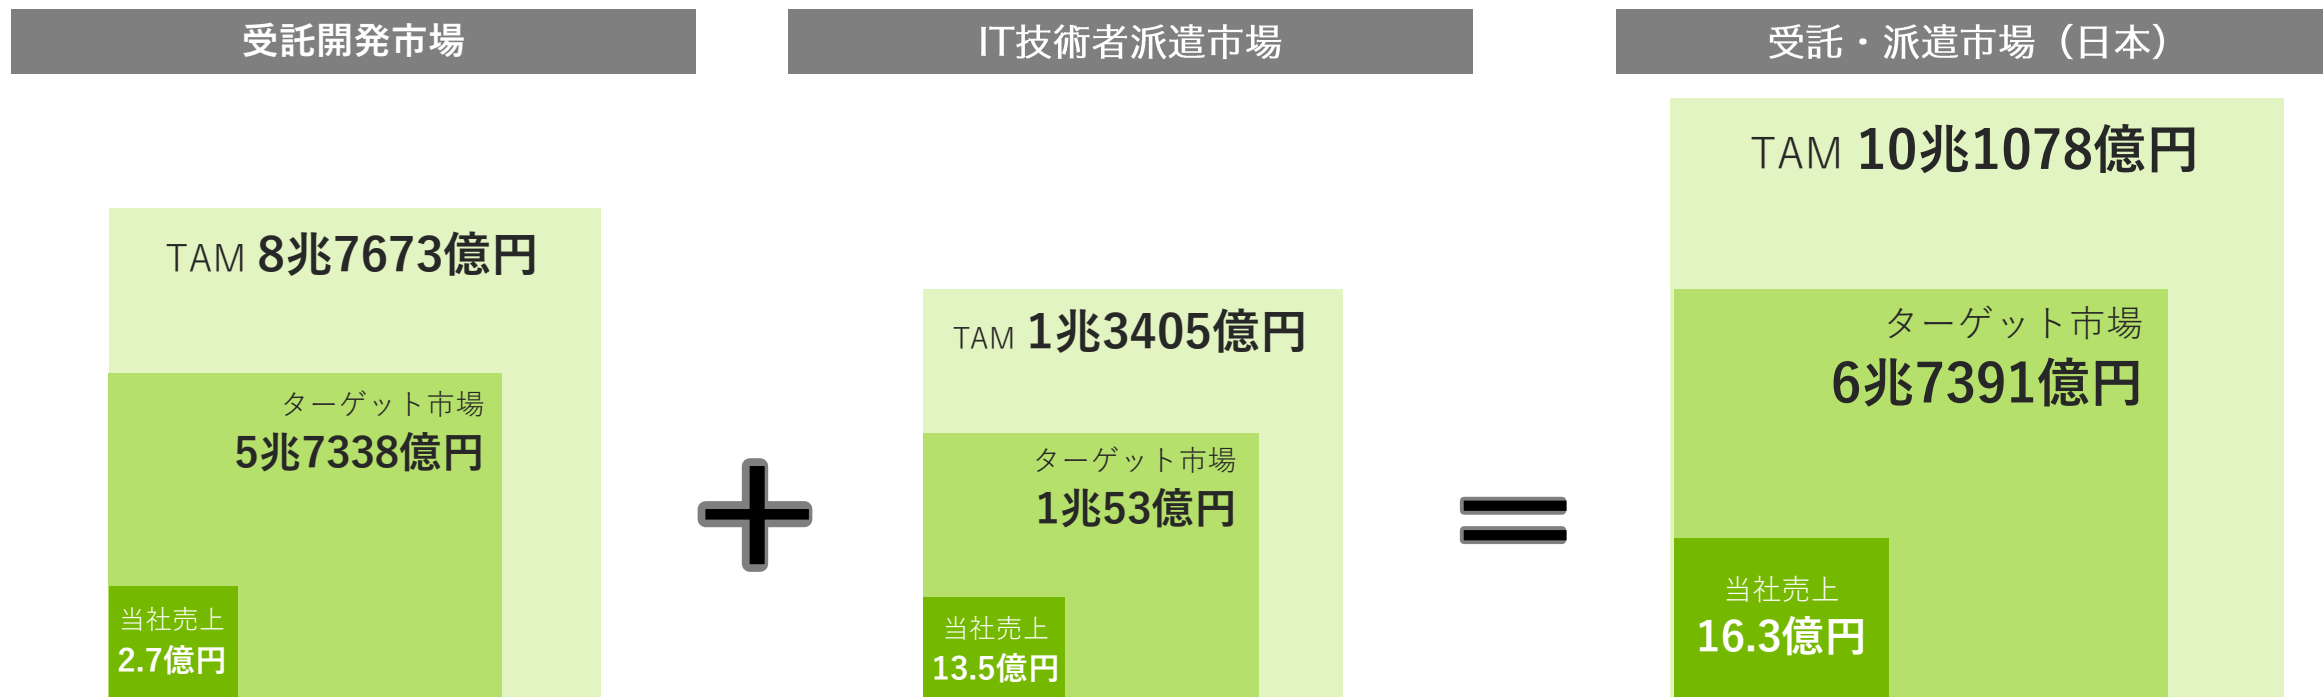 受託開発市場
TAM 8兆7673億円
ターゲット市場
5兆7338億円
当社売上
2.7億円
+
IT技術者派遣市場
TAM 1兆3405億円
ターゲット市場
1兆53億円
当社売上
13.5億円
=
受託・派遣市場（日本）
TAM 10兆1078億円
ターゲット市場
6兆7391億円
当社売上
16.3億円